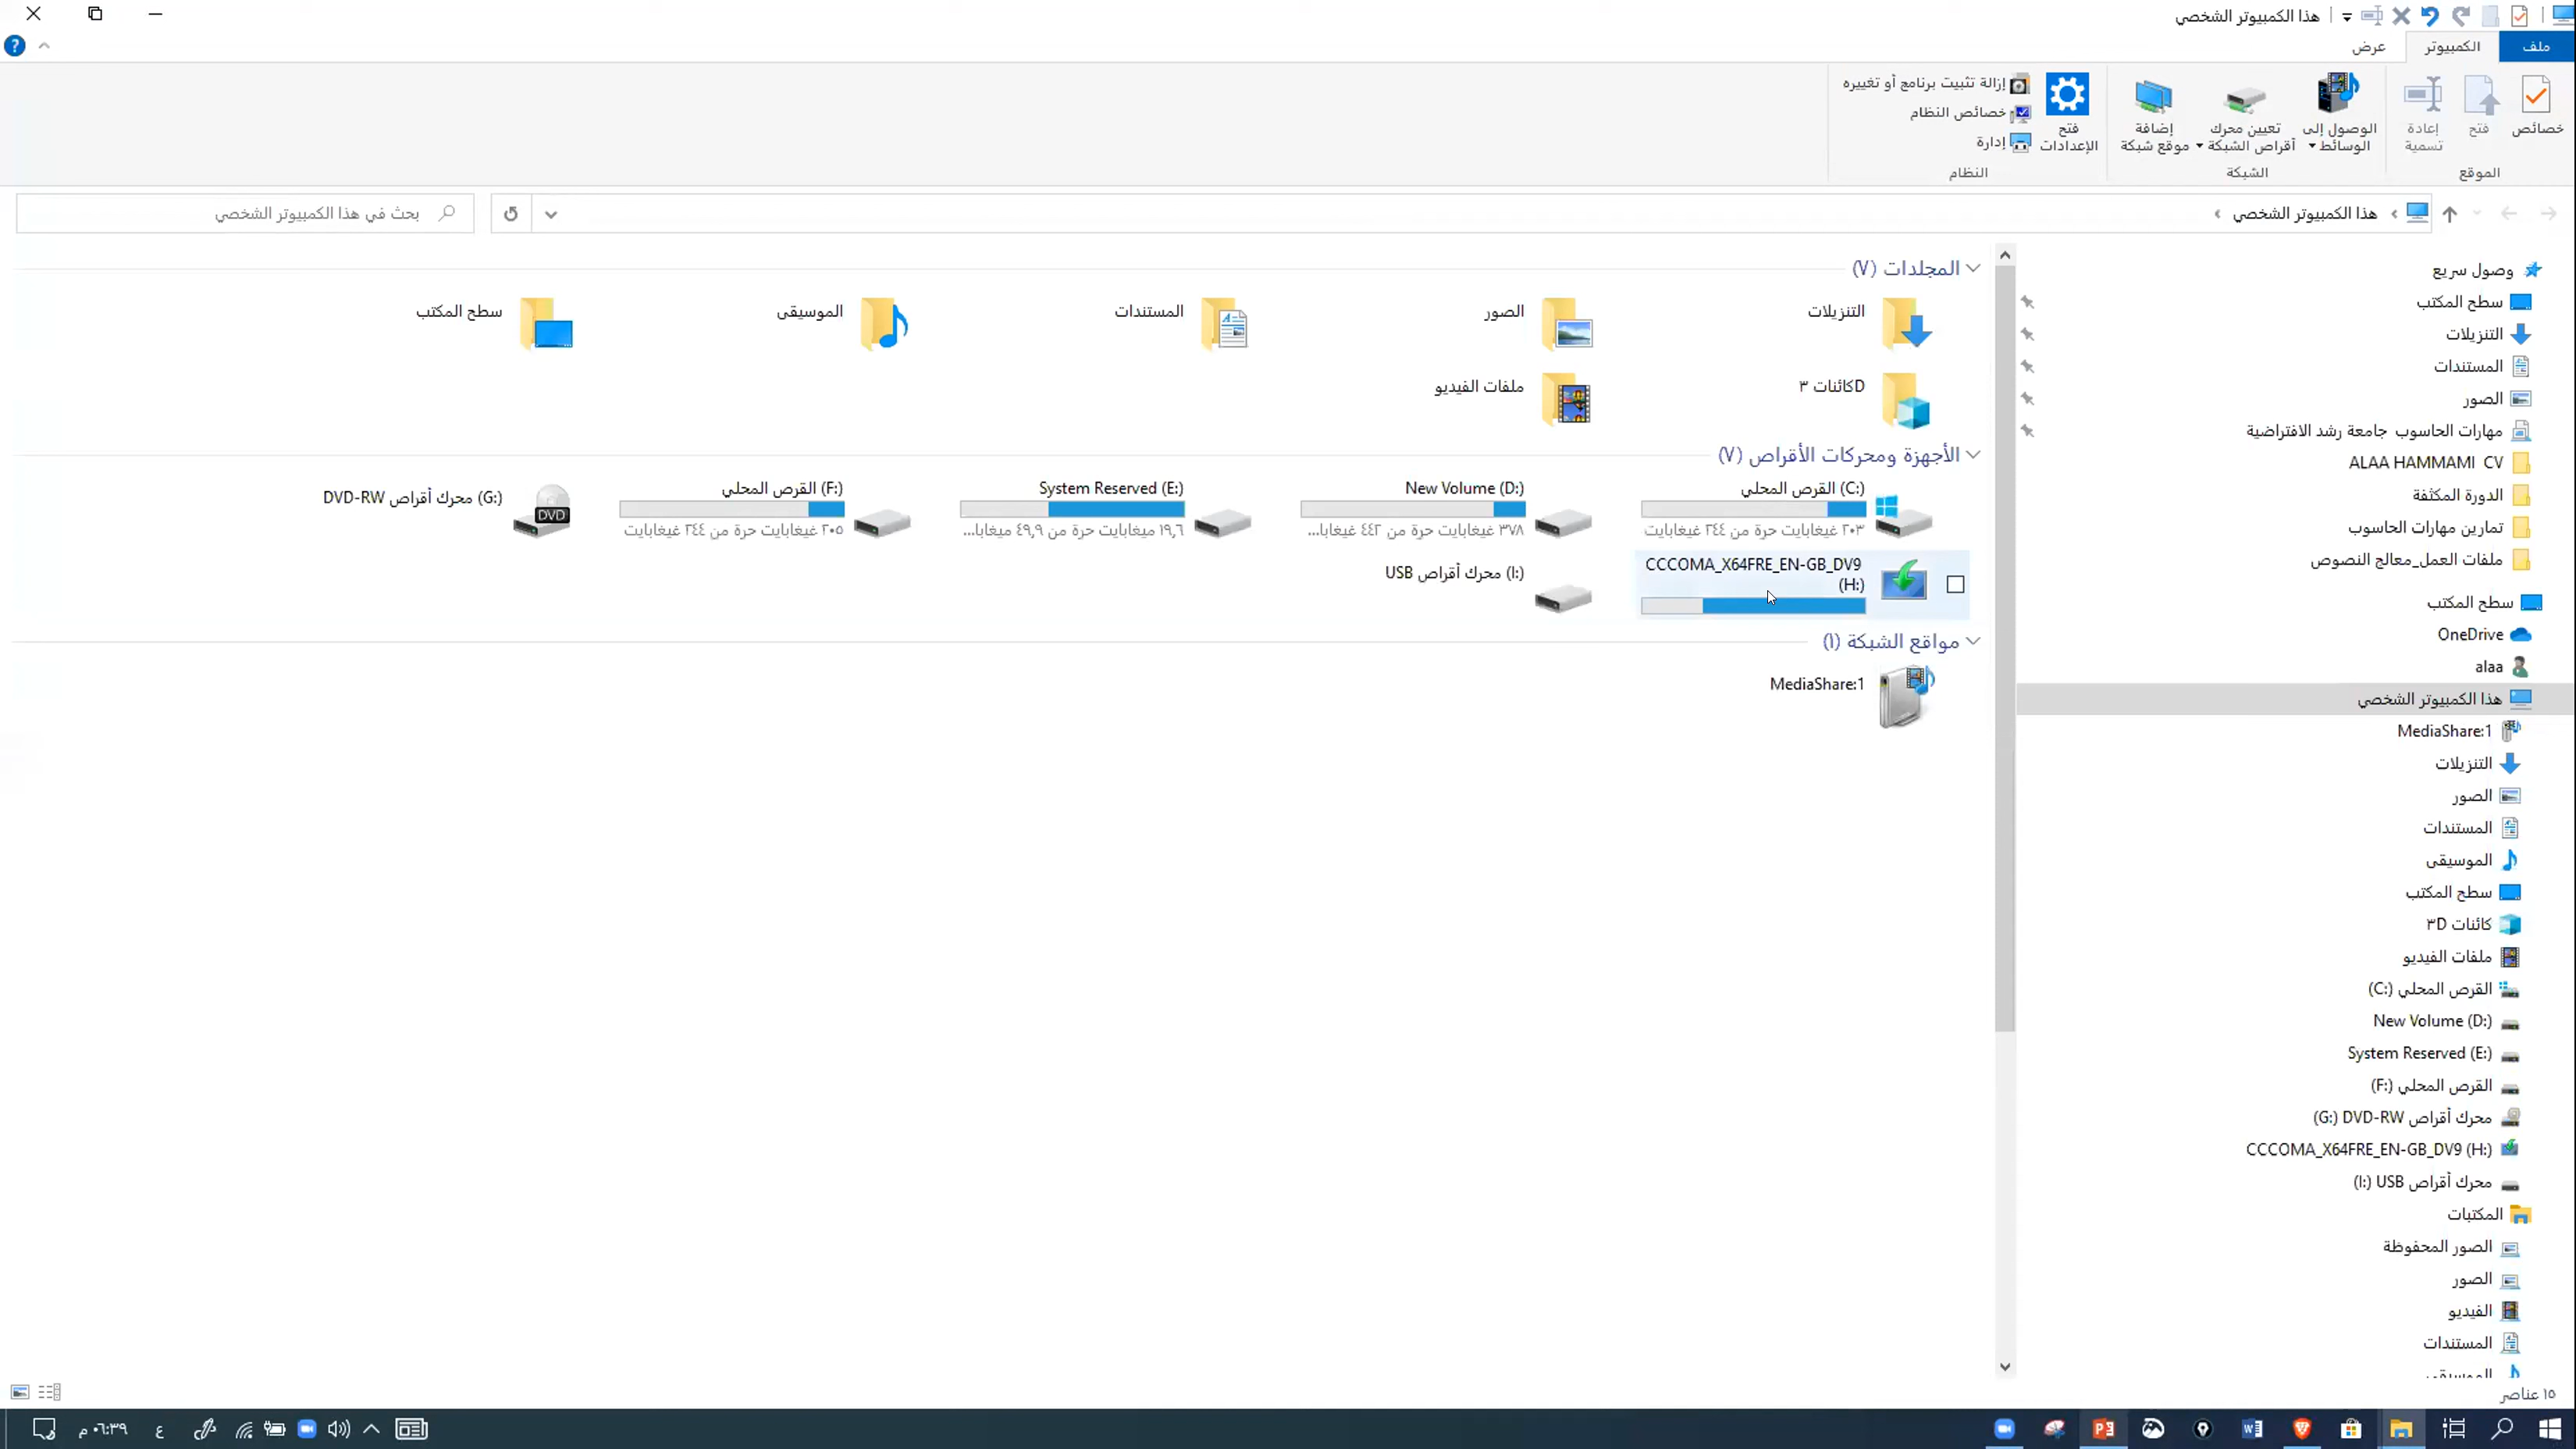 هذا الكمبيوتر الشخصي
ملف
الكمبيوتر
عرض
خصائص
فتح
إعادة تسمية
الموقع
الوصول إلى الوسائط
تعيين محرك أقراص الشبكة
إضافة موقع شبكة
الشبكة
فتح الإعدادات
إزالة تثبيت برنامج أو تغييره
خصائص النظام
إدارة
النظام
هذا الكمبيوتر الشخصي
بحث في هذا الكمبيوتر الشخصي
وصول سريع
سطح المكتب
التنزيلات
المستندات
الصور
مهارات الحاسوب جامعة رشد الافتراضية
ALAA HAMMAMI CV
الدورة المكثفة
تمارين مهارات الحاسوب
ملفات العمل_معالج النصوص
سطح المكتب
OneDrive
alaa
هذا الكمبيوتر الشخصي
MediaShare:1
التنزيلات
الصور
المستندات
الموسيقى
سطح المكتب
كائنات ٣D
ملفات الفيديو
القرص المحلي (C:)
New Volume (D:)
System Reserved (E:)
القرص المحلي (F:)
محرك أقراص DVD-RW (G:)
CCCOMA_X64FRE_EN-GB_DV9 (H:)
محرك أقراص USB (I:)
المكتبات
الصور المحفوظة
الصور
الفيديو
المستندات
الموسيقى
المجلدات (٧)
التنزيلات
الصور
المستندات
الموسيقى
سطح المكتب
Dكائنات ٣
ملفات الفيديو
الأجهزة ومحركات الأقراص (٧)
(C:) القرص المحلي
٢٠٣ غيغابايت حرة من ٢٤٤ غيغابايت
New Volume (D:)
٣٧٨ غيغابايت حرة من ٤٤٢ غيغابا...
System Reserved (E:)
١٩,٦ ميغابايت حرة من ٤٩,٩ ميغابا...
(F:) القرص المحلي
٢٠٥ غيغابايت حرة من ٢٤٤ غيغابايت
(G:) محرك أقراص DVD-RW
DVD
CCCOMA_X64FRE_EN-GB_DV9
(H:)
(I:) محرك أقراص USB
مواقع الشبكة (١)
MediaShare:1
١٥ عناصر
ع
٠٦:٣٩ م